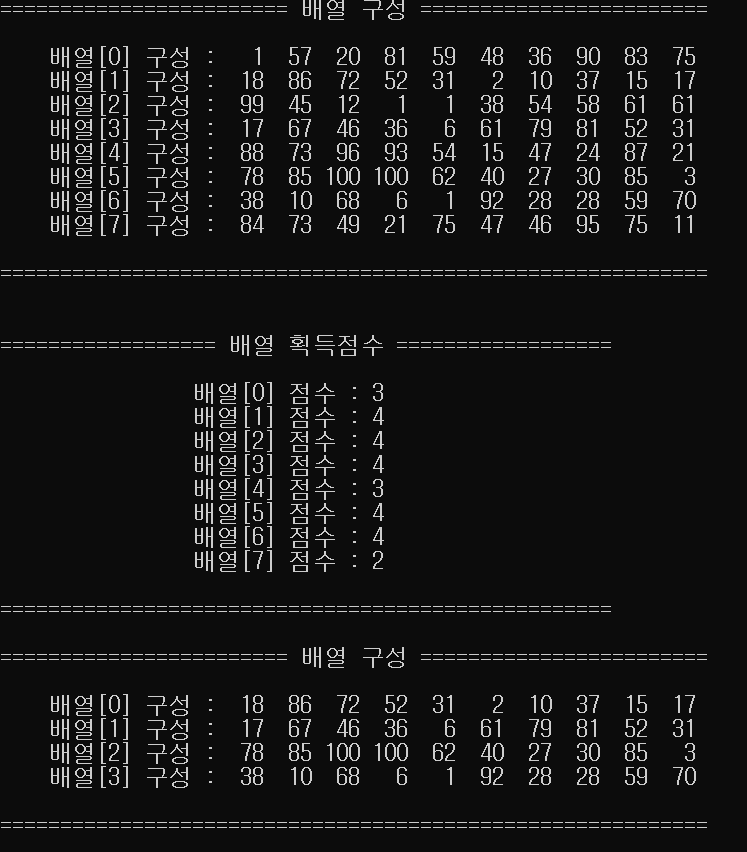 ======================== 배열 구성 ========================
배열[0] 구성 :   1  57  20  81  59  48  36  90  83  75
배열[1] 구성 :  18  86  72  52  31   2  10  37  15  17
배열[2] 구성 :  99  45  12   1   1  38  54  58  61  61
배열[3] 구성 :  17  67  46  36   6  61  79  81  52  31
배열[4] 구성 :  88  73  96  93  54  15  47  24  87  21
배열[5] 구성 :  78  85 100 100  62  40  27  30  85   3
배열[6] 구성 :  38  10  68   6   1  92  28  28  59  70
배열[7] 구성 :  84  73  49  21  75  47  46  95  75  11
===========================================================
================== 배열 획득점수 ==================
배열[0] 점수 : 3
배열[1] 점수 : 4
배열[2] 점수 : 4
배열[3] 점수 : 4
배열[4] 점수 : 3
배열[5] 점수 : 4
배열[6] 점수 : 4
배열[7] 점수 : 2
===================================================
======================== 배열 구성 ========================
배열[0] 구성 :  18  86  72  52  31   2  10  37  15  17
배열[1] 구성 :  17  67  46  36   6  61  79  81  52  31
배열[2] 구성 :  78  85 100 100  62  40  27  30  85   3
배열[3] 구성 :  38  10  68   6   1  92  28  28  59  70
===========================================================